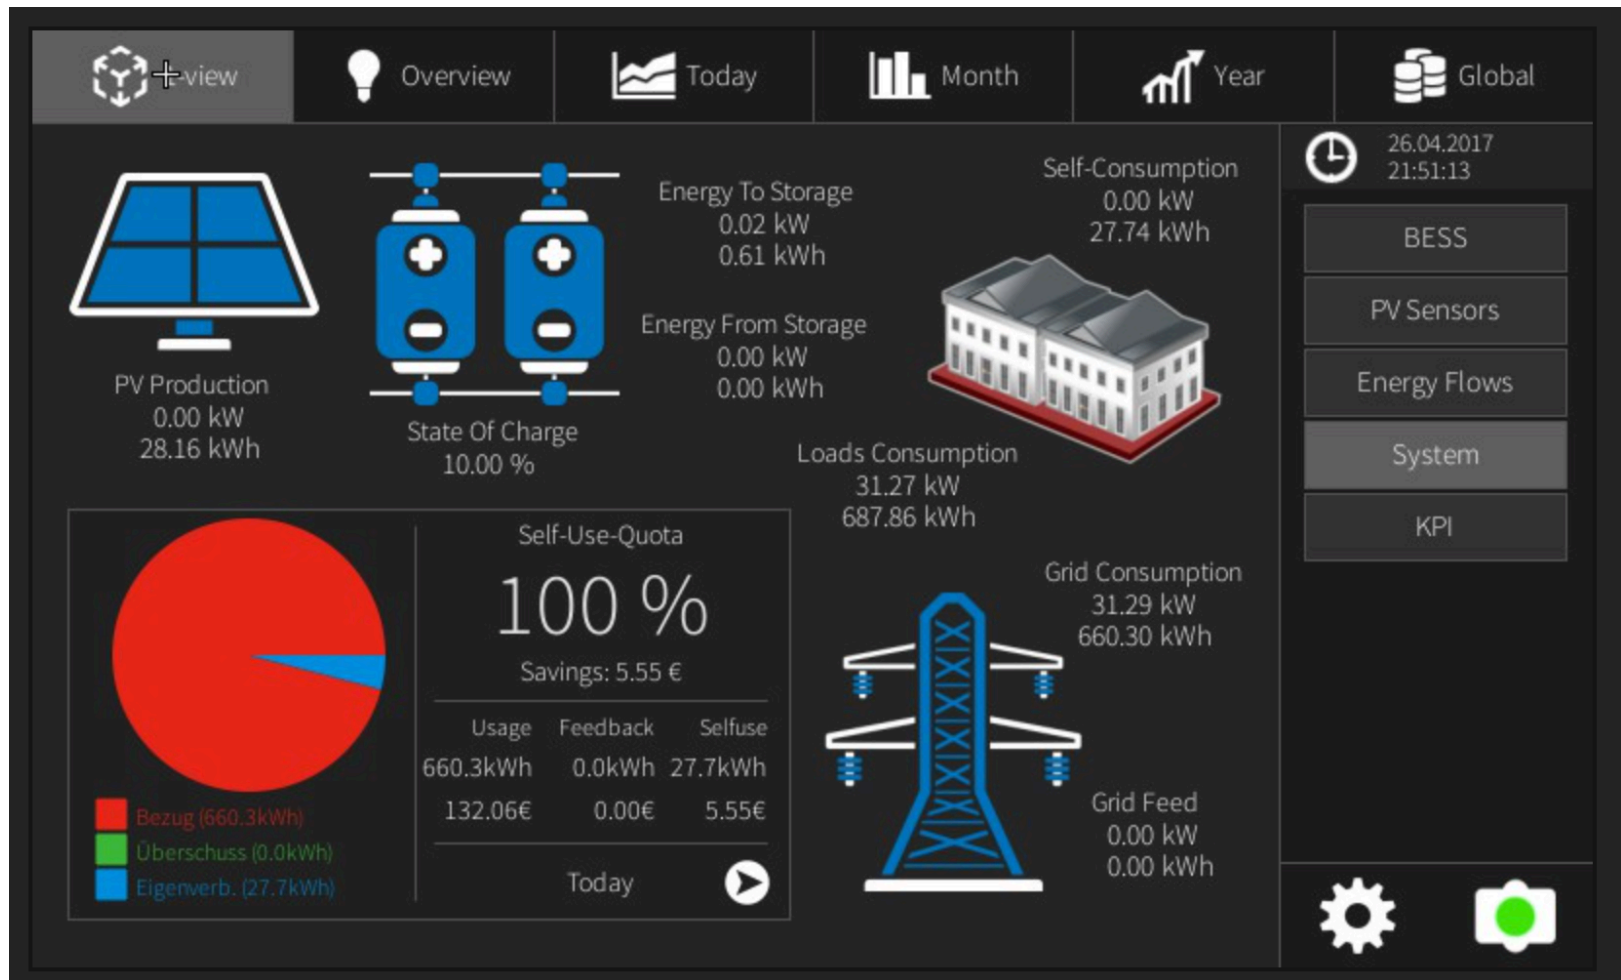 -view
Overview
Today
Month
Year
Global
26.04.2017
21:51:13
BESS
PV Sensors
Energy Flows
System
KPI
PV Production
0.00 kW
28.16 kWh
State Of Charge
10.00 %
Energy To Storage
0.02 kW
0.61 kWh
Energy From Storage
0.00 kW
0.00 kWh
Self-Consumption
0.00 kW
27.74 kWh
Loads Consumption
31.27 kW
687.86 kWh
Grid Consumption
31.29 kW
660.30 kWh
Grid Feed
0.00 kW
0.00 kWh
Bezug (660.3kWh)
Überschuss (0.0kWh)
Eigenverb. (27.7kWh)
Self-Use-Quota
100 %
Savings: 5.55 €
Usage Feedback Selfuse
660.3kWh 0.0kWh 27.7kWh
132.06€ 0.00€ 5.55€
Today